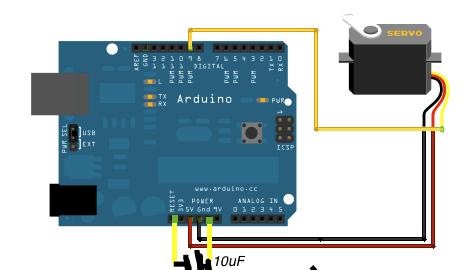 SERVO
AREF
GND
13
12
11
10
9
8
7
6
5
4
3
2
1
0
PWM
PWM
PWM
DIGITAL
PWM
PWM
PWM
TX
RX
L
TX
RX
Arduino
PWR
1
ICSP
PWR SEL
USB
EXT
www.arduino.cc
POWER
ANALOG IN
RESET
3V3
5V
Gnd
9V
0 1 2 3 4 5
10uF